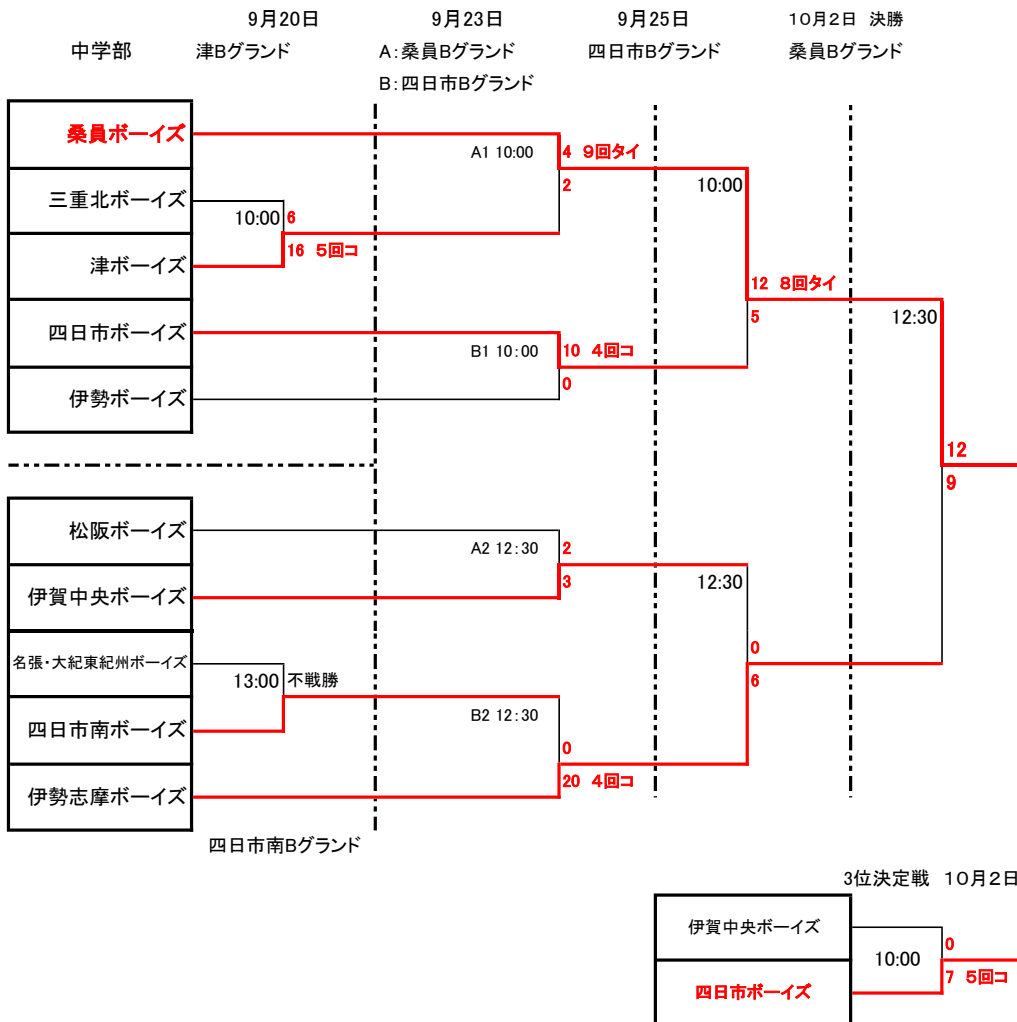 9月20日
9月23日
9月25日
10月2日 決勝
中学部
津Bグランド
A:桑員Bグランド
四日市Bグランド
桑員Bグランド
B:四日市Bグランド
桑員ボーイズ
A1 10:00
4 9回タイ
三重北ボーイズ
2
10:00
10:00
6
16 5回コ
津ボーイズ
12 8回タイ
四日市ボーイズ
5
12:30
B1 10:00
10 4回コ
0
伊勢ボーイズ
12
9
松阪ボーイズ
A2 12:30
2
3
12:30
伊賀中央ボーイズ
名張・大紀東紀州ボーイズ
0
13:00
不戦勝
6
四日市南ボーイズ
B2 12:30
0
20 4回コ
伊勢志摩ボーイズ
四日市南Bグランド
3位決定戦 10月2日
伊賀中央ボーイズ
0
10:00
7 5回コ
四日市ボーイズ